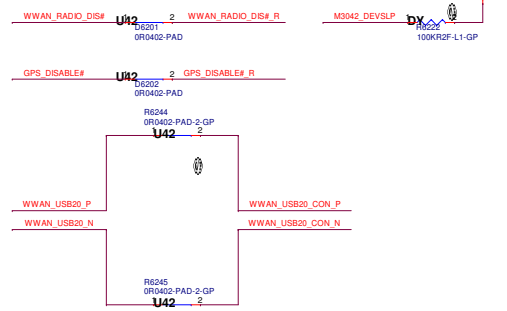 WWAN_RADIO_DIS# U42 2 WWAN_RADIO_DIS#_R
D6201
0R0402-PAD
M3042_DEVSLP DX
R6222
100KR2F-L1-GP
GPS_DISABLE# U42 2 GPS_DISABLE#_R
D6202
0R0402-PAD
R6244
0R0402-PAD-2-GP
U42 2
WWAN_USB20_P WWAN_USB20_CON_P
WWAN_USB20_N WWAN_USB20_CON_N
R6245
0R0402-PAD-2-GP
U42 2